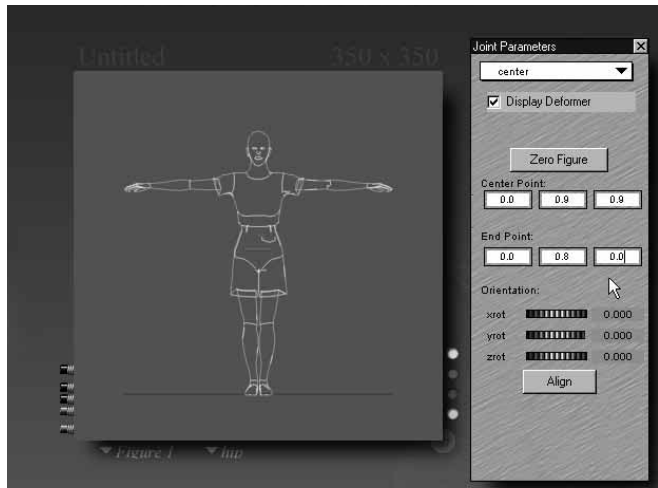 Untitled 350 x 350
Joint Parameters
center
Display Deformer
Zero Figure
Center Point:
0.0 0.9 0.9
End Point:
0.0 0.8 0.0
Orientation:
xrot 0.000
yrot 0.000
zrot 0.000
Align
Figure 1 hip